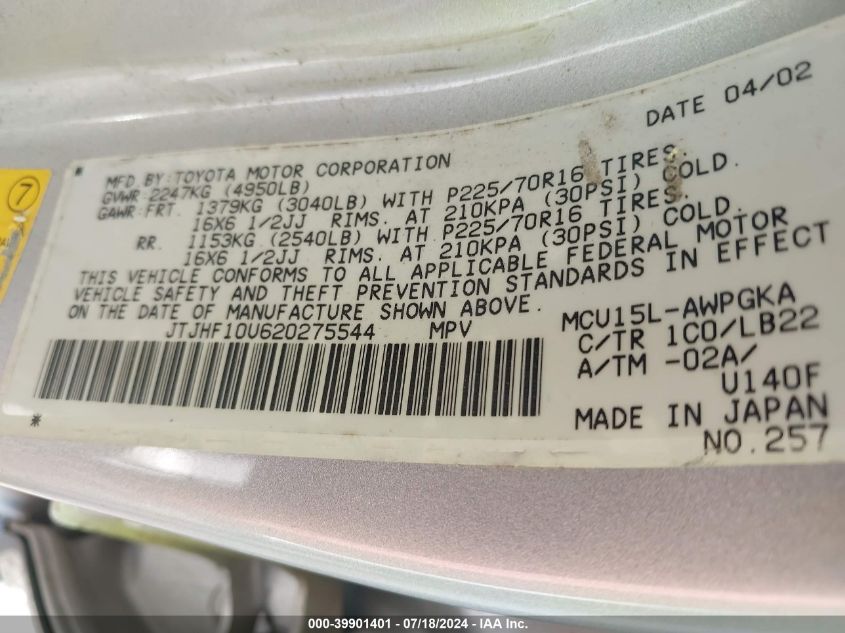 DATE 04/02
MFD BY:TOYOTA MOTOR CORPORATION
GVWR 2247KG (4950LB)
GAWR:FRT. 1379KG (3040LB) WITH P225/70R16 TIRES.
16X6 1/2JJ RIMS. AT 210KPA (30PSI) COLD.
RR. 1153KG (2540LB) WITH P225/70R16 TIRES.
16X6 1/2JJ RIMS. AT 210KPA (30PSI) COLD.
THIS VEHICLE CONFORMS TO ALL APPLICABLE FEDERAL MOTOR
VEHICLE SAFETY AND THEFT PREVENTION STANDARDS IN EFFECT
ON THE DATE OF MANUFACTURE SHOWN ABOVE.
JTJHF10U620275544 MPV
MCU15L-AWPGKA
C/TR 1C0/LB22
A/TM -02A/
U140F
MADE IN JAPAN
NO.257
7
000-39901401 - 07/18/2024 - IAA Inc.